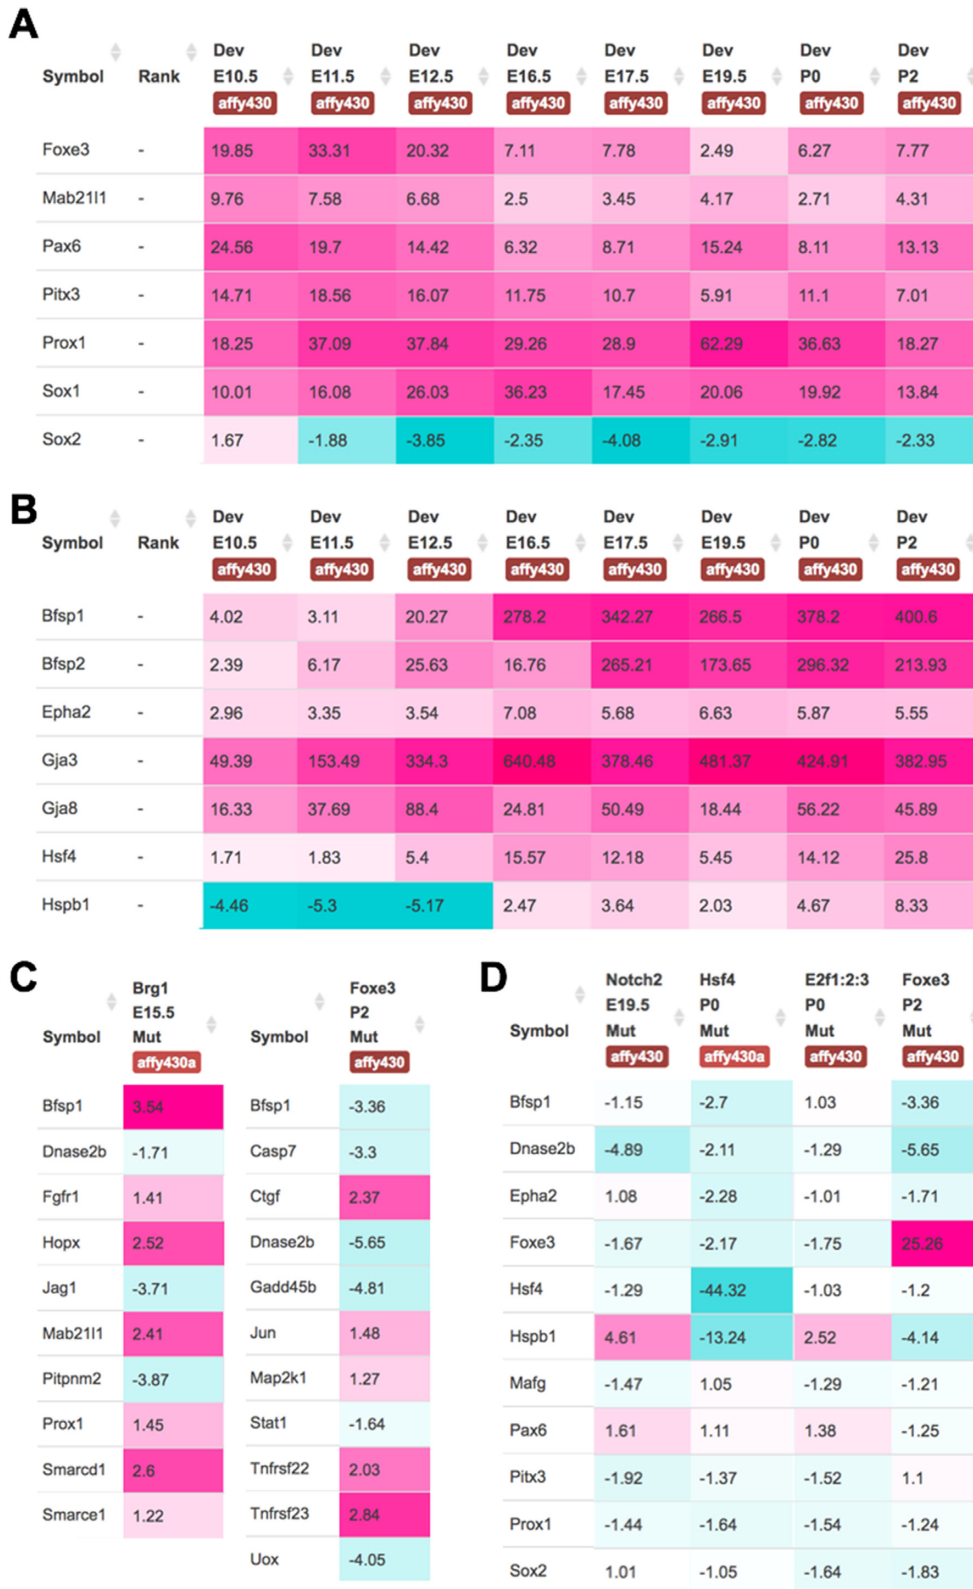 A
Symbol Rank Dev E10.5 affy430 Dev E11.5 affy430 Dev E12.5 affy430 Dev E16.5 affy430 Dev E17.5 affy430 Dev E19.5 affy430 Dev P0 affy430 Dev P2 affy430
Foxe3 - 19.85 33.31 20.32 7.11 7.78 2.49 6.27 7.77
Mab21l1 - 9.76 7.58 6.68 2.5 3.45 4.17 2.71 4.31
Pax6 - 24.56 19.7 14.42 6.32 8.71 15.24 8.11 13.13
Pitx3 - 14.71 18.56 16.07 11.75 10.7 5.91 11.1 7.01
Prox1 - 18.25 37.09 37.84 29.26 28.9 62.29 36.63 18.27
Sox1 - 10.01 16.08 26.03 36.23 17.45 20.06 19.92 13.84
Sox2 - 1.67 -1.88 -3.85 -2.35 -4.08 -2.91 -2.82 -2.33
B
Symbol Rank Dev E10.5 affy430 Dev E11.5 affy430 Dev E12.5 affy430 Dev E16.5 affy430 Dev E17.5 affy430 Dev E19.5 affy430 Dev P0 affy430 Dev P2 affy430
Bfsp1 - 4.02 3.11 20.27 278.2 342.27 266.5 378.2 400.6
Bfsp2 - 2.39 6.17 25.63 16.76 265.21 173.65 296.32 213.93
Epha2 - 2.96 3.35 3.54 7.08 5.68 6.63 5.87 5.55
Gja3 - 49.39 153.49 334.3 640.48 378.46 481.37 424.91 382.95
Gja8 - 16.33 37.69 88.4 24.81 50.49 18.44 56.22 45.89
Hsf4 - 1.71 1.83 5.4 15.57 12.18 5.45 14.12 25.8
Hspb1 - -4.46 -5.3 -5.17 2.47 3.64 2.03 4.67 8.33
C
Symbol Brg1 E15.5 Mut affy430a
Bfsp1 3.54
Dnase2b -1.71
Fgfr1 1.41
Hopx 2.52
Jag1 -3.71
Mab21l1 2.41
Pitpnm2 -3.87
Prox1 1.45
Smarcd1 2.6
Smarce1 1.22
Symbol Foxe3 P2 Mut affy430
Bfsp1 -3.36
Casp7 -3.3
Ctgf 2.37
Dnase2b -5.65
Gadd45b -4.81
Jun 1.48
Map2k1 1.27
Stat1 -1.64
Tnfrsf22 2.03
Tnfrsf23 2.84
Uox -4.05
D
Symbol Notch2 E19.5 Mut affy430 Hsf4 P0 Mut affy430a E2f1:2:3 P0 Mut affy430 Foxe3 P2 Mut affy430
Bfsp1 -1.15 -2.7 1.03 -3.36
Dnase2b -4.89 -2.11 -1.29 -5.65
Epha2 1.08 -2.28 -1.01 -1.71
Foxe3 -1.67 -2.17 -1.75 25.26
Hsf4 -1.29 -44.32 -1.03 -1.2
Hspb1 4.61 -13.24 2.52 -4.14
Mafg -1.47 1.05 -1.29 -1.21
Pax6 1.61 1.11 1.38 -1.25
Pitx3 -1.92 -1.37 -1.52 1.1
Prox1 -1.44 -1.64 -1.54 -1.24
Sox2 1.01 -1.05 -1.64 -1.83